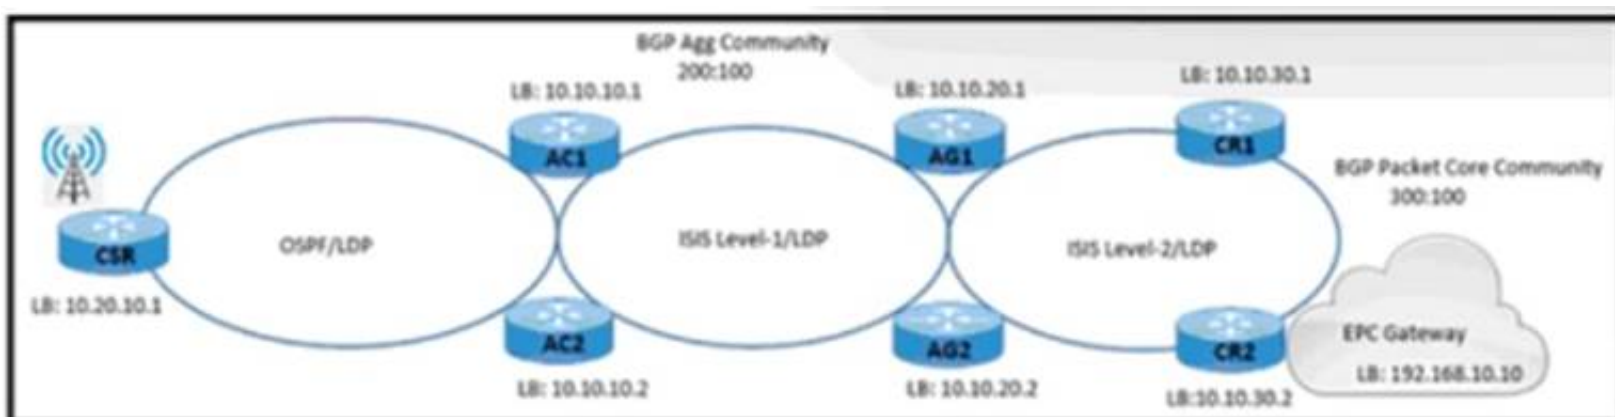 BGP Agg Community
200:100
LB: 10.10.10.1
LB: 10.10.20.1
LB: 10.10.30.1
AC1
AG1
CR1
BGP Packet Core Community
300:100
CSR
OSPF/LDP
ISIS Level-1/LDP
ISIS Level-2/LDP
LB: 10.20.10.1
AC2
AG2
CR2
EPC Gateway
LB: 192.168.10.10
LB: 10.10.10.2
LB: 10.10.20.2
LB:10.10.30.2